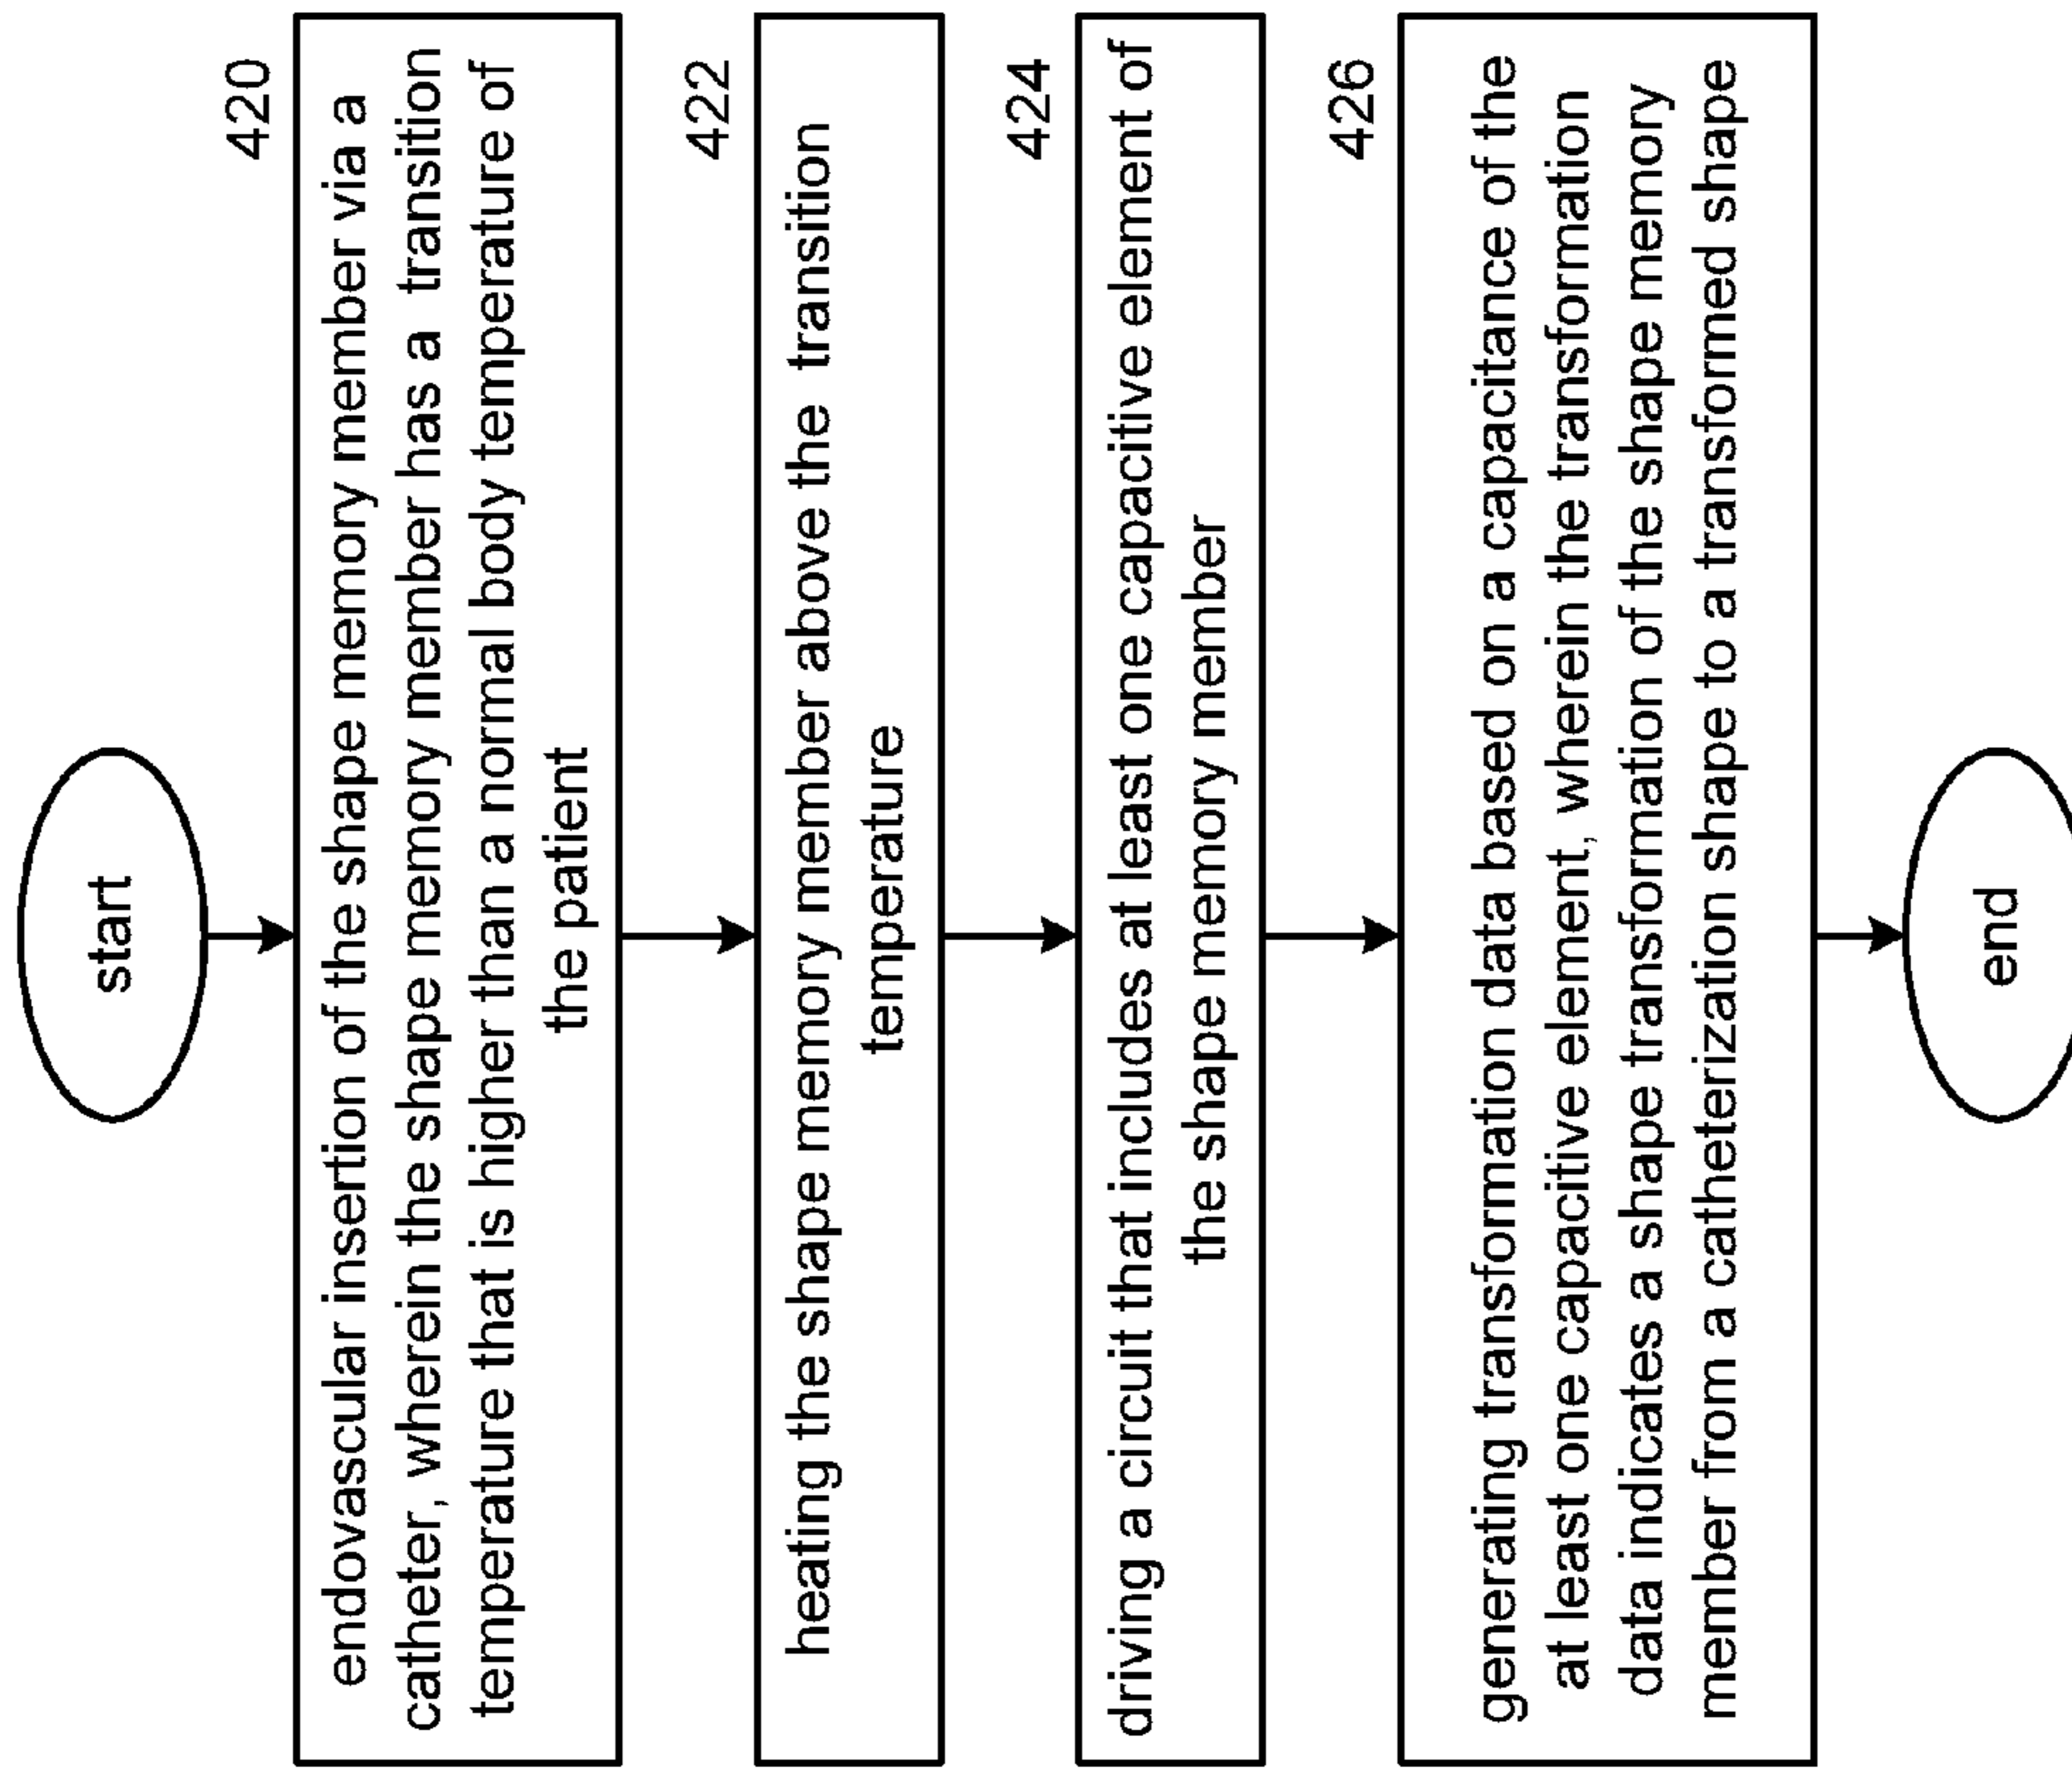 start
420
endovascular insertion of the shape memory member via a
catheter, wherein the shape memory member has a transition
temperature that is higher than a normal body temperature of
the patient
422
heating the shape memory member above the transition
temperature
424
driving a circuit that includes at least one capacitive element of
the shape memory member
426
generating transformation data based on a capacitance of the
at least one capacitive element, wherein the transformation
data indicates a shape transformation of the shape memory
member from a catheterization shape to a transformed shape
end